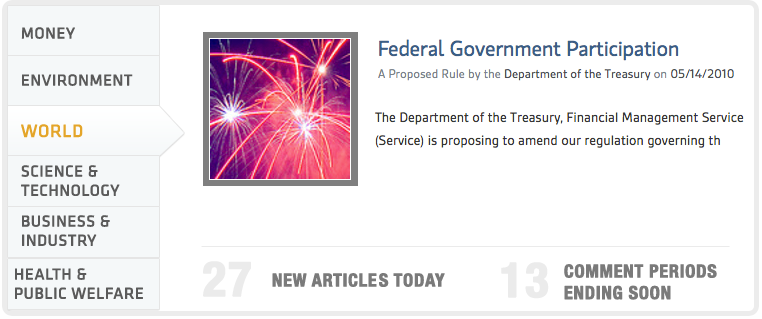 MONEY
ENVIRONMENT
WORLD
SCIENCE &
TECHNOLOGY
BUSINESS &
INDUSTRY
HEALTH &
PUBLIC WELFARE
Federal Government Participation
A Proposed Rule by the Department of the Treasury on 05/14/2010
The Department of the Treasury, Financial Management Service
(Service) is proposing to amend our regulation governing th
27 NEW ARTICLES TODAY
13 COMMENT PERIODS
ENDING SOON